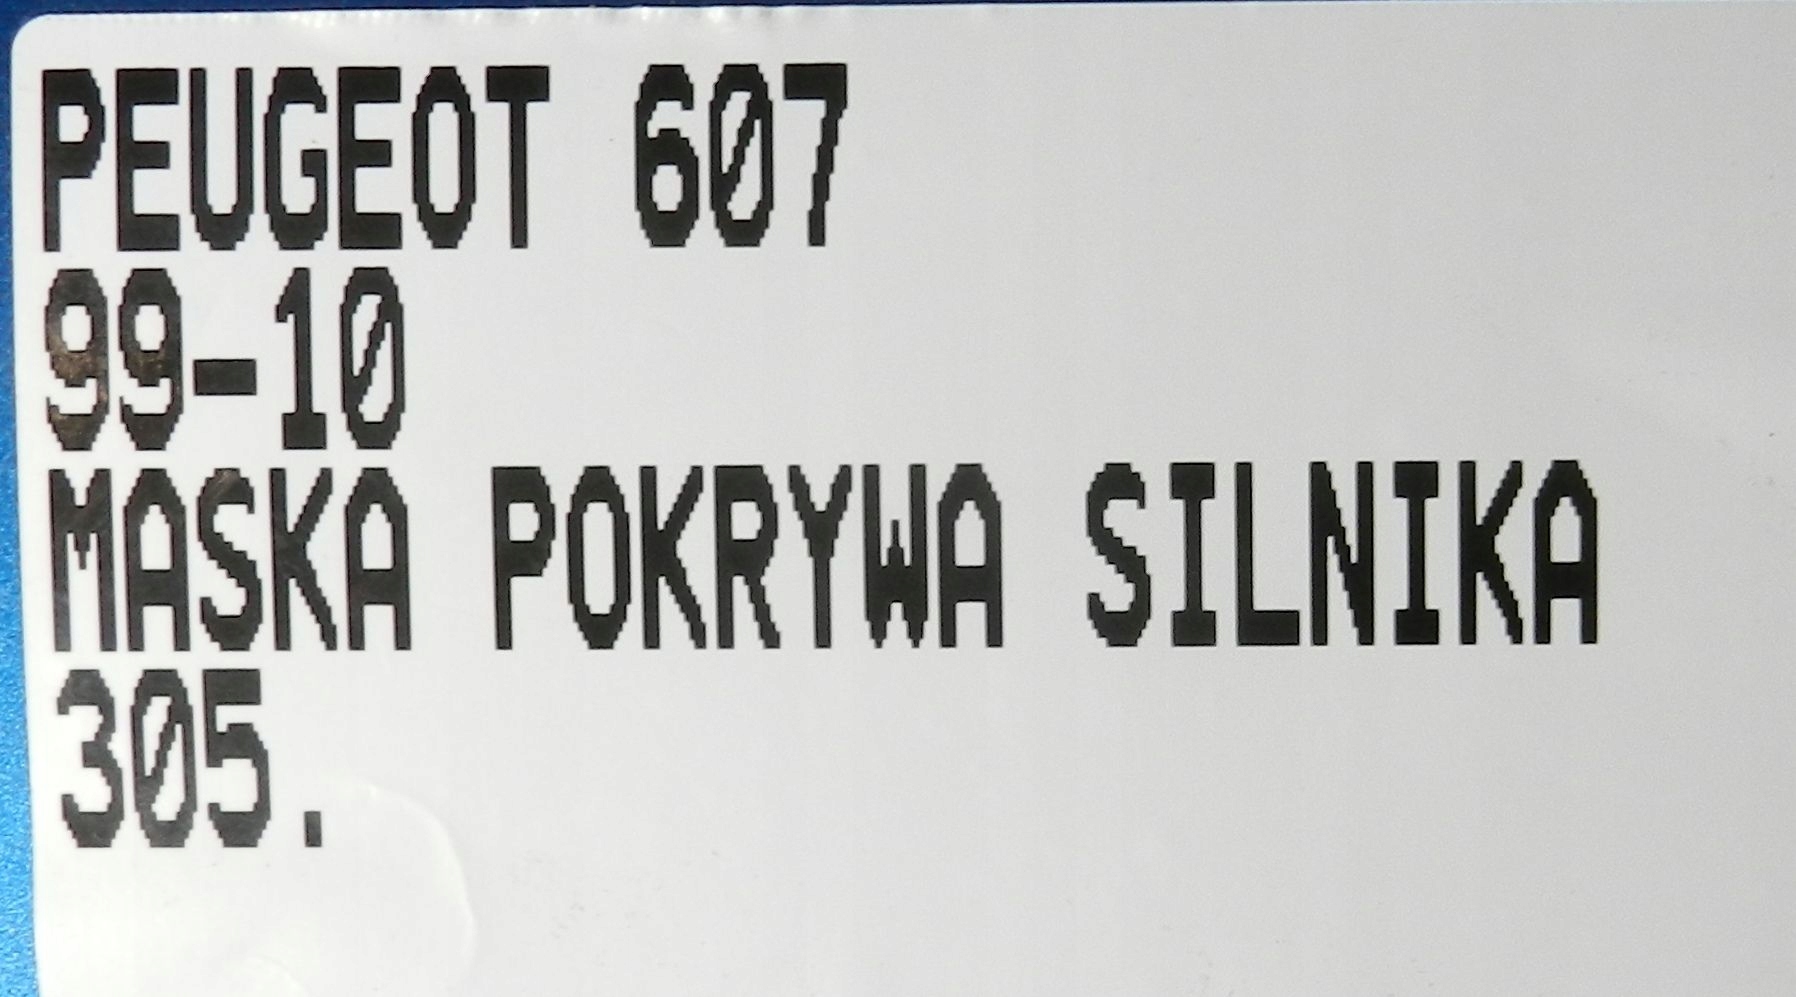 PEUGEOT 607
99-10
MASKA POKRYWA SILNIKA
305.